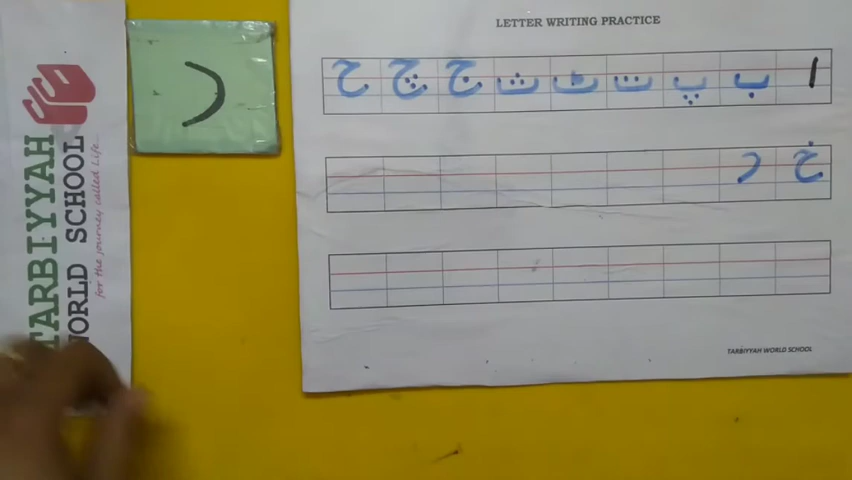 TARBIYYAH
WORLD SCHOOL
for the journey called Life...
د
LETTER WRITING PRACTICE
ا ب پ ت ٹ ث ج چ ح
خ د
TARBIYYAH WORLD SCHOOL